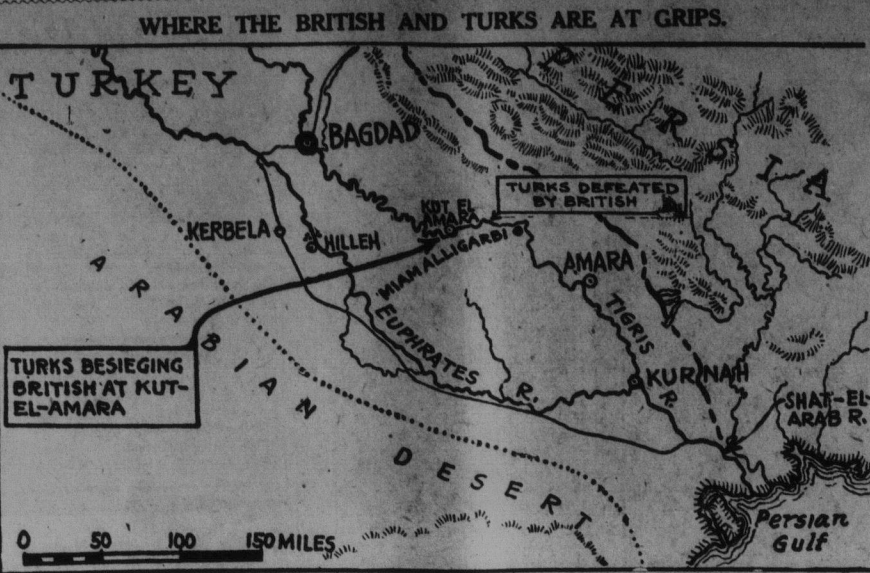 WHERE THE BRITISH AND TURKS ARE AT GRIPS.
TURKEY
PERSIA
BAGDAD
TURKS DEFEATED
BY BRITISH
KUT EL
AMARA
KERBELA
HILLEH
MIAMALLIGARBI
AMARA
ARABIAN DESERT
EUPHRATES R.
TIGRIS R.
TURKS BESIEGING
BRITISH AT KUT-
EL-AMARA
KURNAH
SHAT-EL-
ARAB R.
Persian
Gulf
0 50 100 150 MILES